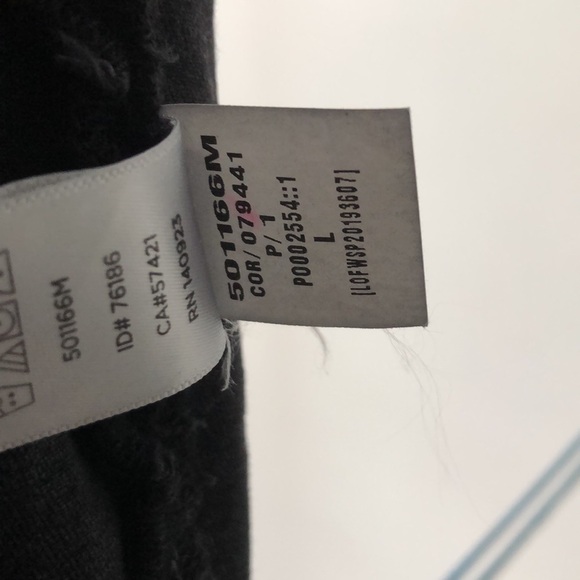 501166M
ID# 76186
CA#57421
RN 140923
501166M
COR/079441
P/ 1
P0002554::1
L
[LOFWSP20193607]